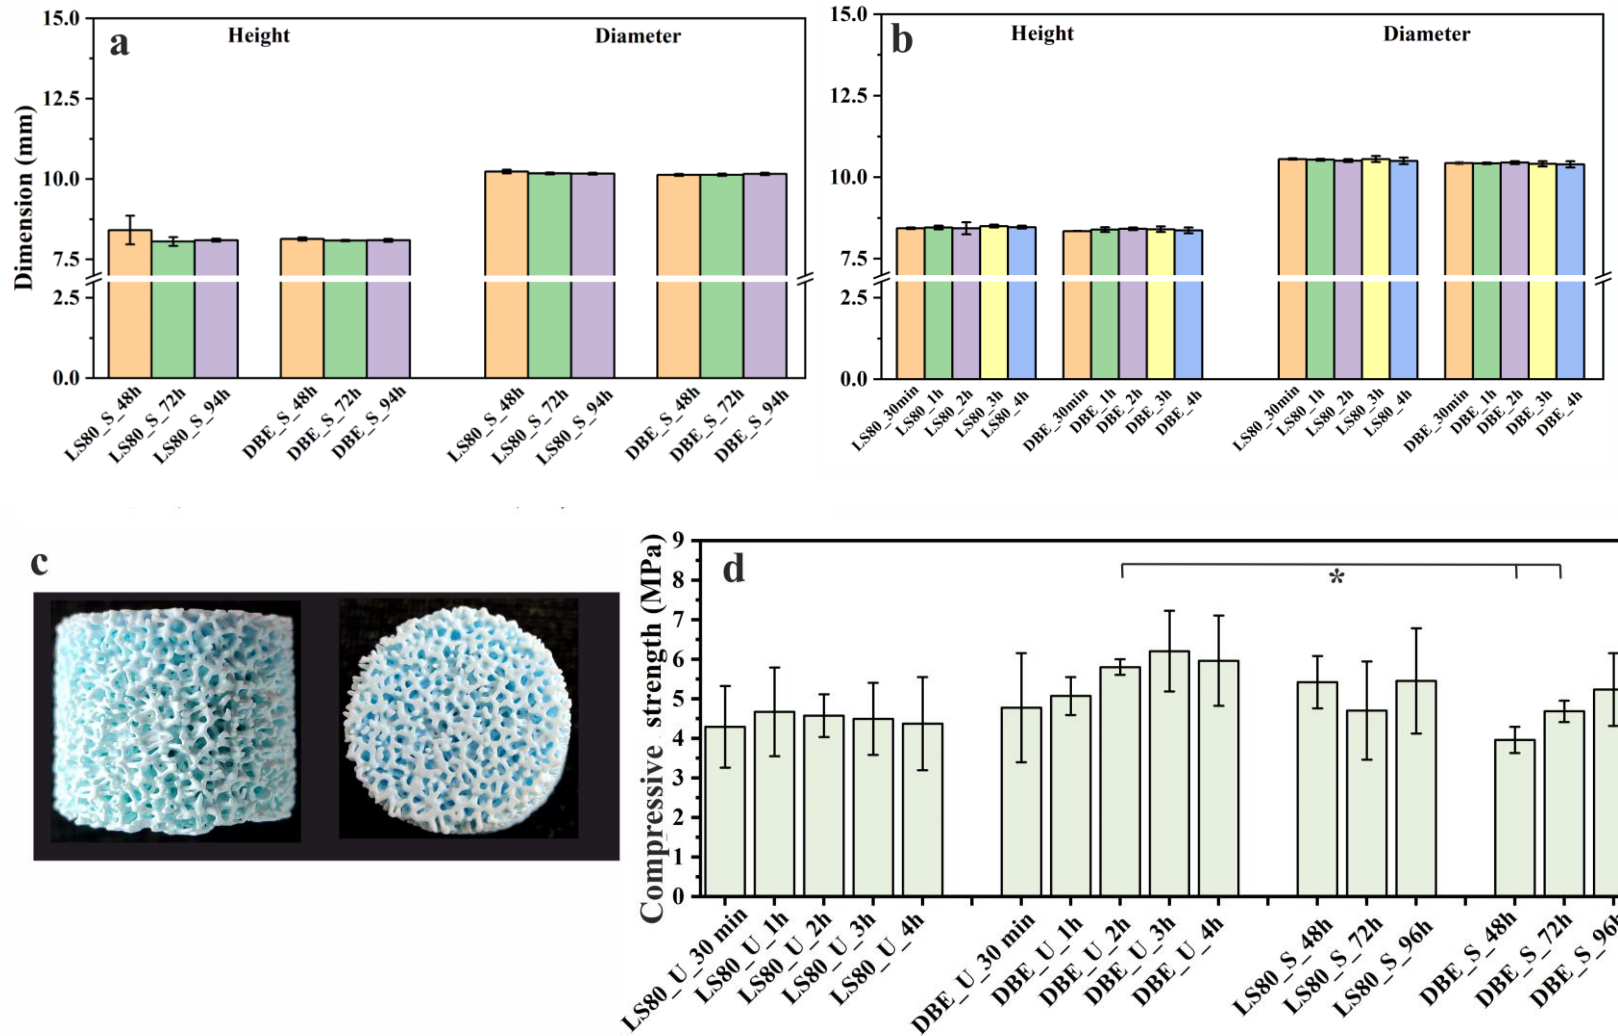 a
Height
Diameter
Dimension (mm)
15.0
12.5
10.0
7.5
2.5
0.0
LS80_S_48h
LS80_S_72h
LS80_S_94h
DBE_S_48h
DBE_S_72h
DBE_S_94h
LS80_S_48h
LS80_S_72h
LS80_S_94h
DBE_S_48h
DBE_S_72h
DBE_S_94h
b
Height
Diameter
15.0
12.5
10.0
7.5
2.5
0.0
LS80_30min
LS80_1h
LS80_2h
LS80_3h
LS80_4h
DBE_30min
DBE_1h
DBE_2h
DBE_3h
DBE_4h
LS80_30min
LS80_1h
LS80_2h
LS80_3h
LS80_4h
DBE_30min
DBE_1h
DBE_2h
DBE_3h
DBE_4h
c
d
Compressive strength (MPa)
9
8
7
6
5
4
3
2
1
0
*
LS80_U_30 min
LS80_U_1h
LS80_U_2h
LS80_U_3h
LS80_U_4h
DBE_U_30 min
DBE_U_1h
DBE_U_2h
DBE_U_3h
DBE_U_4h
LS80_S_48h
LS80_S_72h
LS80_S_96h
DBE_S_48h
DBE_S_72h
DBE_S_96h